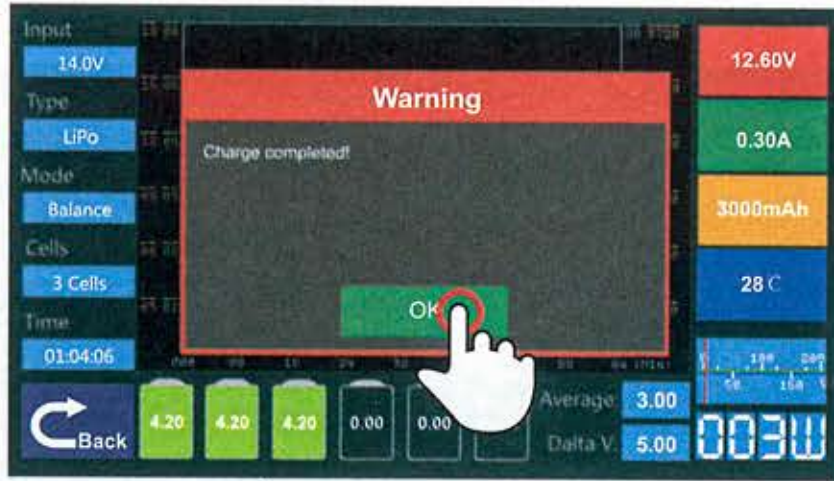 Input
14.0V
Type
LiPo
Mode
Balance
Cells
3 Cells
Time
01:04:06
Back
Warning
Charge completed!
OK
12.60V
0.30A
3000mAh
28 C
4.20
4.20
4.20
0.00
0.00
Average
3.00
Dalta V.
5.00
003W